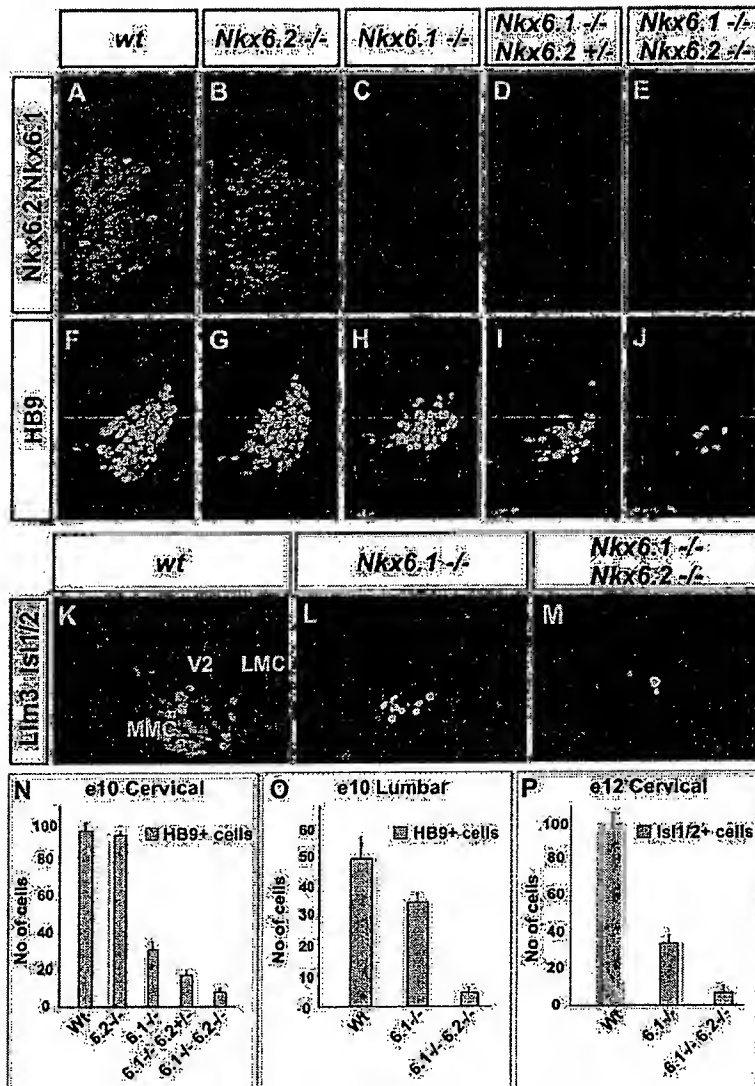 wt
Nkx6.2 -/-
Nkx6.1 -/-
Nkx6.1 -/-
Nkx6.2 +/-
Nkx6.1 -/-
Nkx6.2 -/-
Nkx6.2 Nkx6.1
A
B
C
D
E
HB9
F
G
H
I
J
wt
Nkx6.1 -/-
Nkx6.1 -/-
Nkx6.2 -/-
Lim3 Isl1/2
K
V2
LMC
MMC
L
M
N
e10 Cervical
HB9+ cells
No of cells
100
80
60
40
20
0
Wt
6.2-/-
6.1-/-
6.1-/- 6.2+/-
6.1-/- 6.2-/-
O
e10 Lumbar
HB9+ cells
No of cells
60
50
40
30
20
10
0
Wt
6.1-/-
6.1-/- 6.2-/-
P
e12 Cervical
Isl1/2+ cells
No of cells
100
80
60
40
20
0
Wt
6.1-/-
6.1-/- 6.2-/-